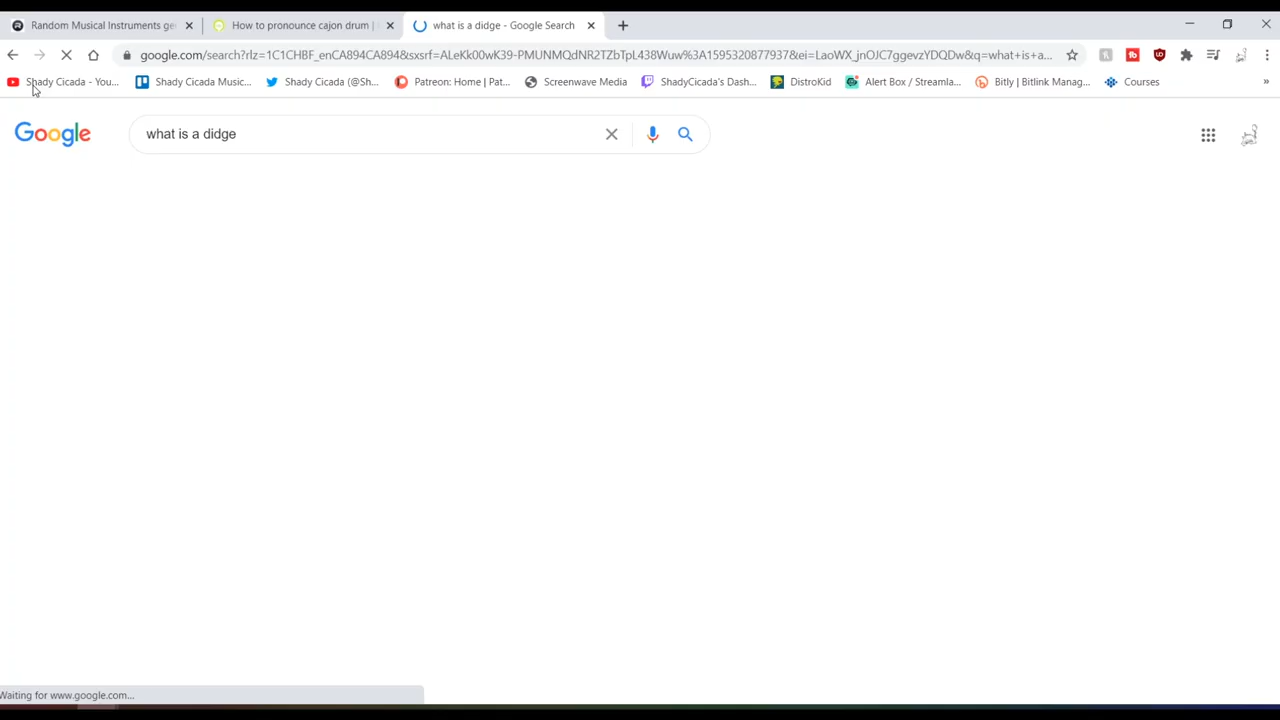 Random Musical Instruments ge
How to pronounce cajon drum |
what is a didge - Google Search
google.com/search?rlz=1C1CHBF_enCA894CA894&sxsrf=ALeKk00wK39-PMUNMQdNR2TZbTpL438Wuw%3A1595320877937&ei=LaoWX_jnOJC7ggevzYDQDw&q=what+is+a...
Shady Cicada - You...
Shady Cicada Music...
Shady Cicada (@Sh...
Patreon: Home | Pat...
Screenwave Media
ShadyCicada's Dash...
DistroKid
Alert Box / Streamla...
Bitly | Bitlink Manag...
Courses
»
Google
what is a didge
Waiting for www.google.com...